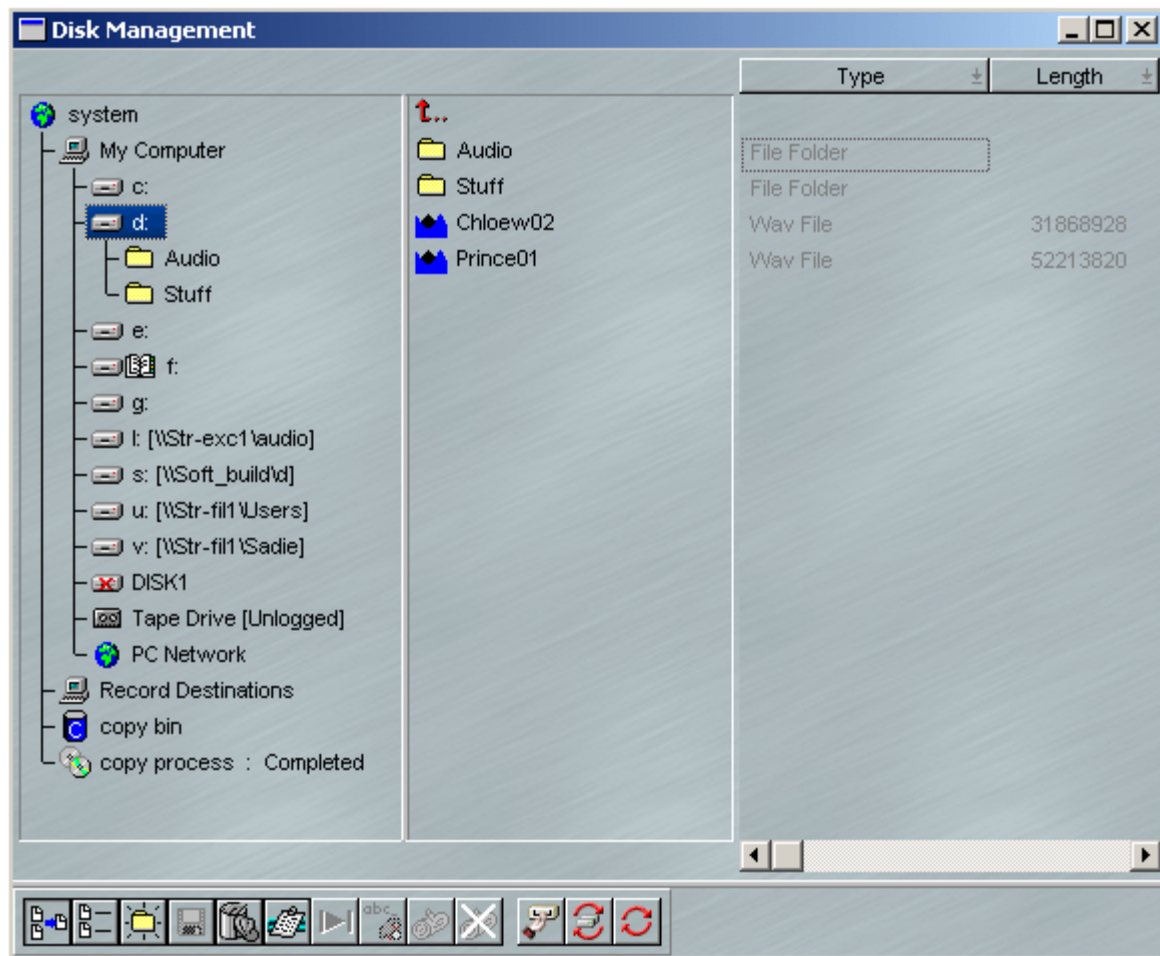 Disk Management
Type Length
system
My Computer
c:
d:
Audio
Stuff
e:
f:
g:
l: [\\Str-exc1\audio]
s: [\\Soft_build\d]
u: [\\Str-fil1\Users]
v: [\\Str-fil1\Sadie]
DISK1
Tape Drive [Unlogged]
PC Network
Record Destinations
copy bin
copy process : Completed
t..
Audio File Folder
Stuff File Folder
Chloew02 Wav File 31868928
Prince01 Wav File 52213820
C
abc_